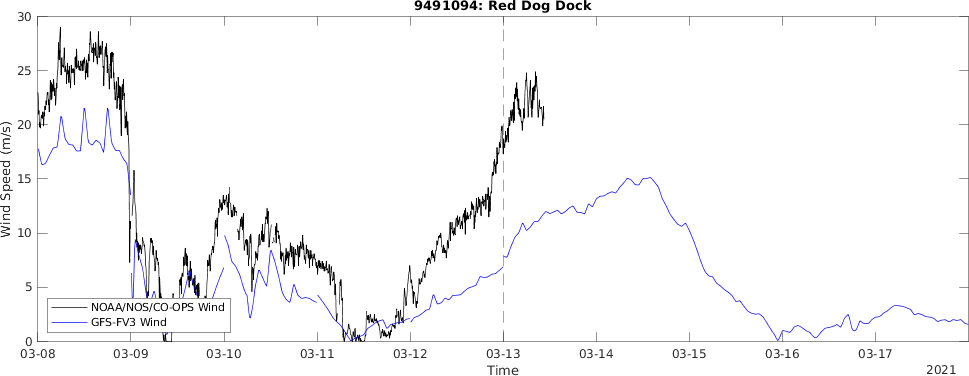 9491094: Red Dog Dock
Wind Speed (m/s)
30
25
20
15
10
5
0
NOAA/NOS/CO-OPS Wind
GFS-FV3 Wind
03-08 03-09 03-10 03-11 03-12 03-13 03-14 03-15 03-16 03-17
Time
2021